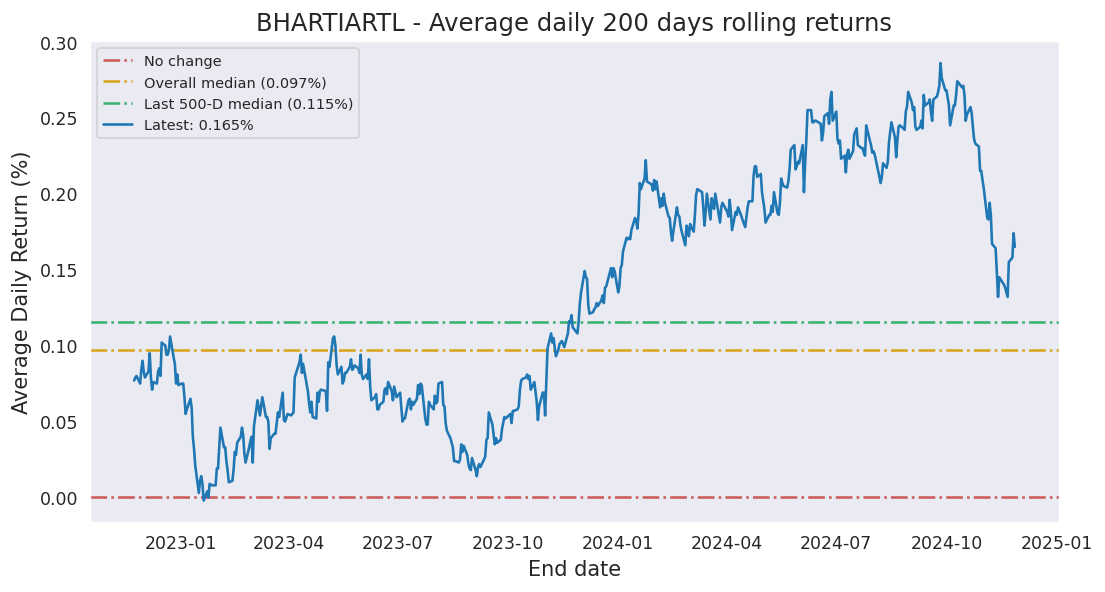 BHARTIARTL - Average daily 200 days rolling returns
No change
Overall median (0.097%)
Last 500-D median (0.115%)
Latest: 0.165%
Average Daily Return (%)
0.30
0.25
0.20
0.15
0.10
0.05
0.00
2023-01 2023-04 2023-07 2023-10 2024-01 2024-04 2024-07 2024-10 2025-01
End date